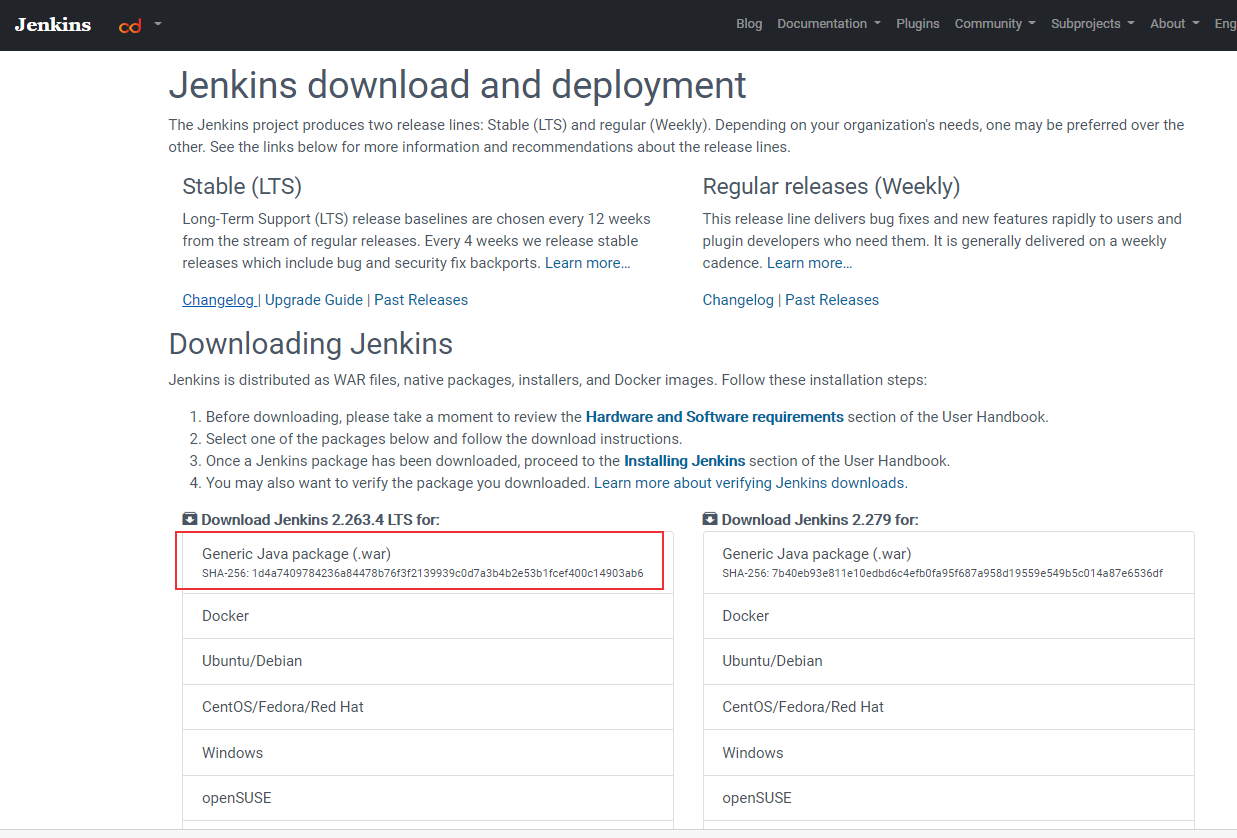 Jenkins
cd
Blog Documentation Plugins Community Subprojects About Eng
Jenkins download and deployment
The Jenkins project produces two release lines: Stable (LTS) and regular (Weekly). Depending on your organization's needs, one may be preferred over the
other. See the links below for more information and recommendations about the release lines.
Stable (LTS)
Long-Term Support (LTS) release baselines are chosen every 12 weeks
from the stream of regular releases. Every 4 weeks we release stable
releases which include bug and security fix backports. Learn more…
Changelog | Upgrade Guide | Past Releases
Regular releases (Weekly)
This release line delivers bug fixes and new features rapidly to users and
plugin developers who need them. It is generally delivered on a weekly
cadence. Learn more…
Changelog | Past Releases
Downloading Jenkins
Jenkins is distributed as WAR files, native packages, installers, and Docker images. Follow these installation steps:
1. Before downloading, please take a moment to review the Hardware and Software requirements section of the User Handbook.
2. Select one of the packages below and follow the download instructions.
3. Once a Jenkins package has been downloaded, proceed to the Installing Jenkins section of the User Handbook.
4. You may also want to verify the package you downloaded. Learn more about verifying Jenkins downloads.
Download Jenkins 2.263.4 LTS for:
Generic Java package (.war)
SHA-256: 1d4a7409784236a84478b76f3f2139939c0d7a3b4b2e53b1fcef400c14903ab6
Docker
Ubuntu/Debian
CentOS/Fedora/Red Hat
Windows
openSUSE
Download Jenkins 2.279 for:
Generic Java package (.war)
SHA-256: 7b40eb93e811e10edbd6c4efb0fa95f687a958d19559e549b5c014a87e6536df
Docker
Ubuntu/Debian
CentOS/Fedora/Red Hat
Windows
openSUSE